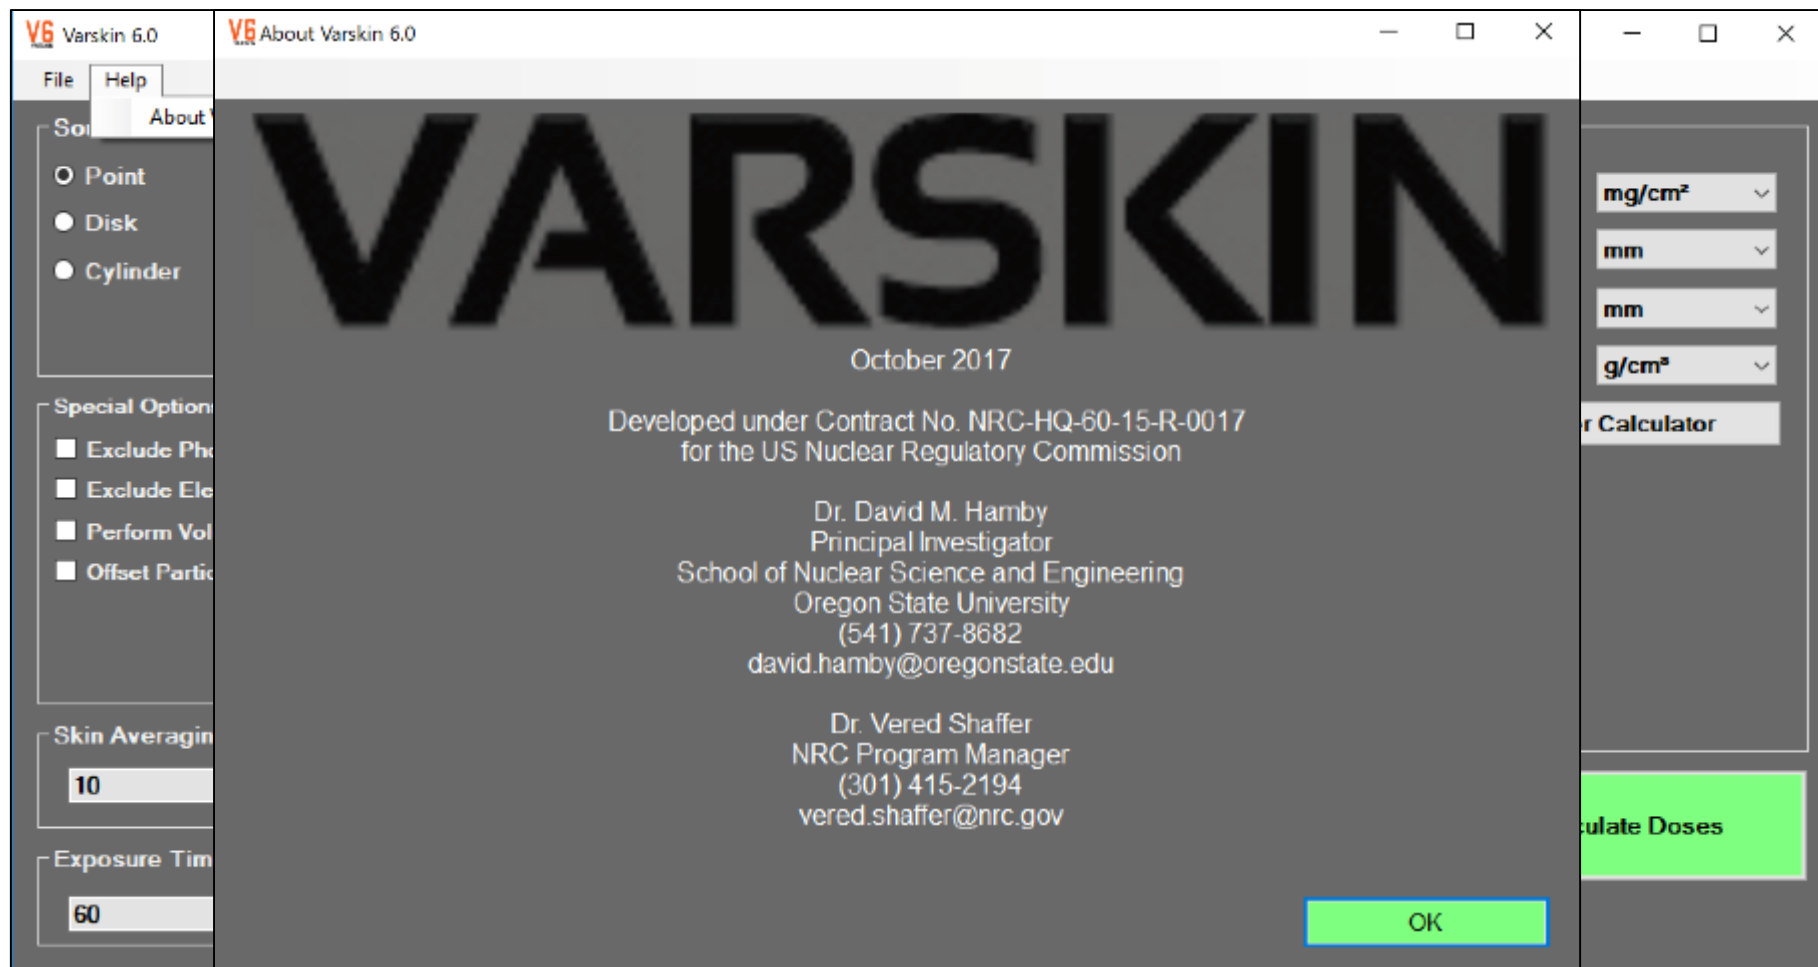 V6 Varskin 6.0
File Help
About
Point
Disk
Cylinder
Special Option
Exclude Pho
Exclude Ele
Perform Vol
Offset Partic
Skin Averagin
10
Exposure Tim
60
V6 About Varskin 6.0
VARSKIN
October 2017
Developed under Contract No. NRC-HQ-60-15-R-0017
for the US Nuclear Regulatory Commission
Dr. David M. Hamby
Principal Investigator
School of Nuclear Science and Engineering
Oregon State University
(541) 737-8682
david.hamby@oregonstate.edu
Dr. Vered Shaffer
NRC Program Manager
(301) 415-2194
vered.shaffer@nrc.gov
OK
mg/cm²
mm
mm
g/cm³
r Calculator
culate Doses